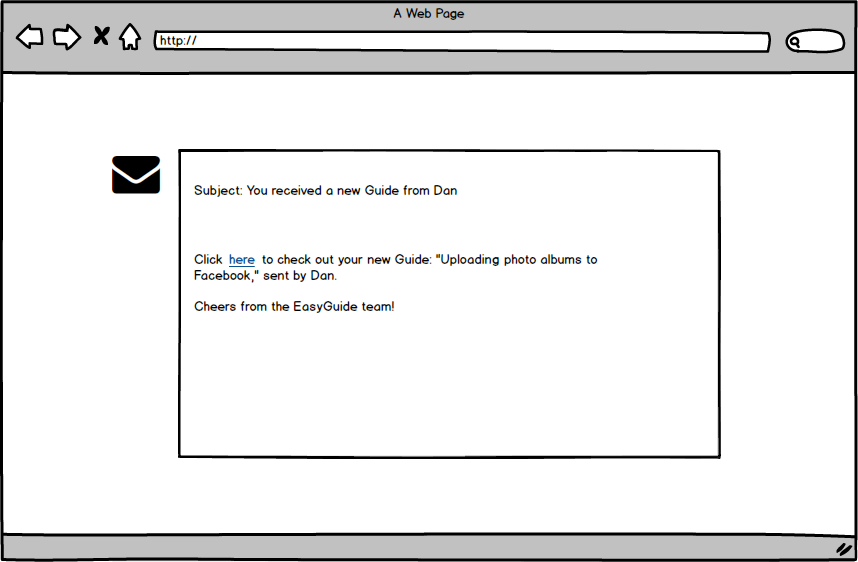 A Web Page
http://
Subject: You received a new Guide from Dan
Click here to check out your new Guide: "Uploading photo albums to
Facebook," sent by Dan.
Cheers from the EasyGuide team!